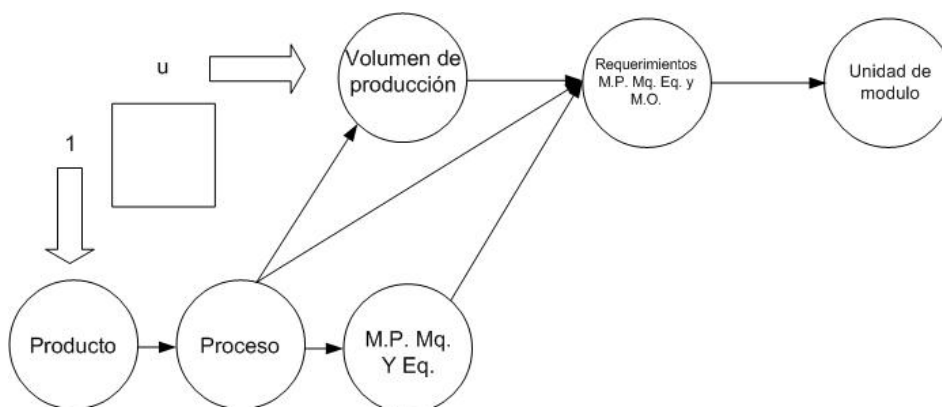 u
1
Volumen de
producción
Requerimientos
M.P. Mq. Eq. y
M.O.
Unidad de
modulo
Producto
Proceso
M.P. Mq.
Y Eq.